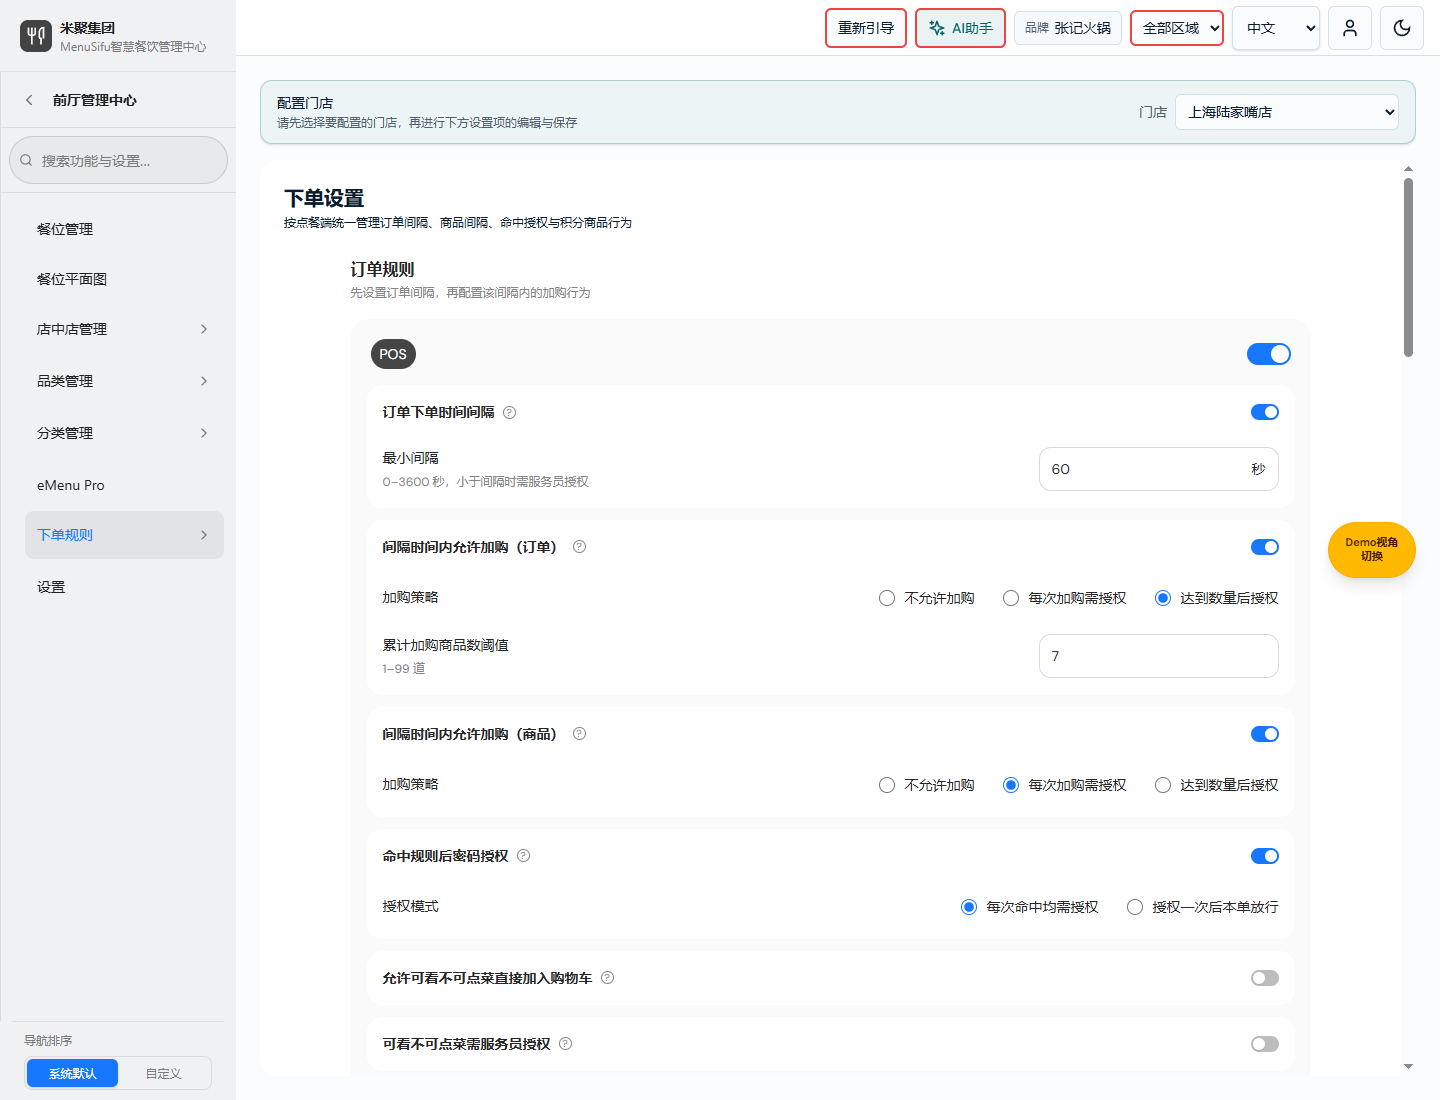 米聚集团
MenuSifu智慧餐饮管理中心
重新引导
AI助手
品牌 张记火锅
全部区域
中文
前厅管理中心
搜索功能与设置...
餐位管理
餐位平面图
店中店管理
品类管理
分类管理
eMenu Pro
下单规则
设置
导航排序
系统默认
自定义
配置门店
请先选择要配置的门店，再进行下方设置项的编辑与保存
门店
上海陆家嘴店
下单设置
按点餐端统一管理订单间隔、商品间隔、命中授权与积分商品行为
订单规则
先设置订单间隔，再配置该间隔内的加购行为
POS
订单下单时间间隔
最小间隔
0–3600 秒，小于间隔时需服务员授权
60
秒
间隔时间内允许加购（订单）
加购策略
不允许加购
每次加购需授权
达到数量后授权
累计加购商品数阈值
1–99 道
7
间隔时间内允许加购（商品）
加购策略
不允许加购
每次加购需授权
达到数量后授权
命中规则后密码授权
授权模式
每次命中均需授权
授权一次后本单放行
允许可看不可点菜直接加入购物车
可看不可点菜需服务员授权
Demo视角
切换